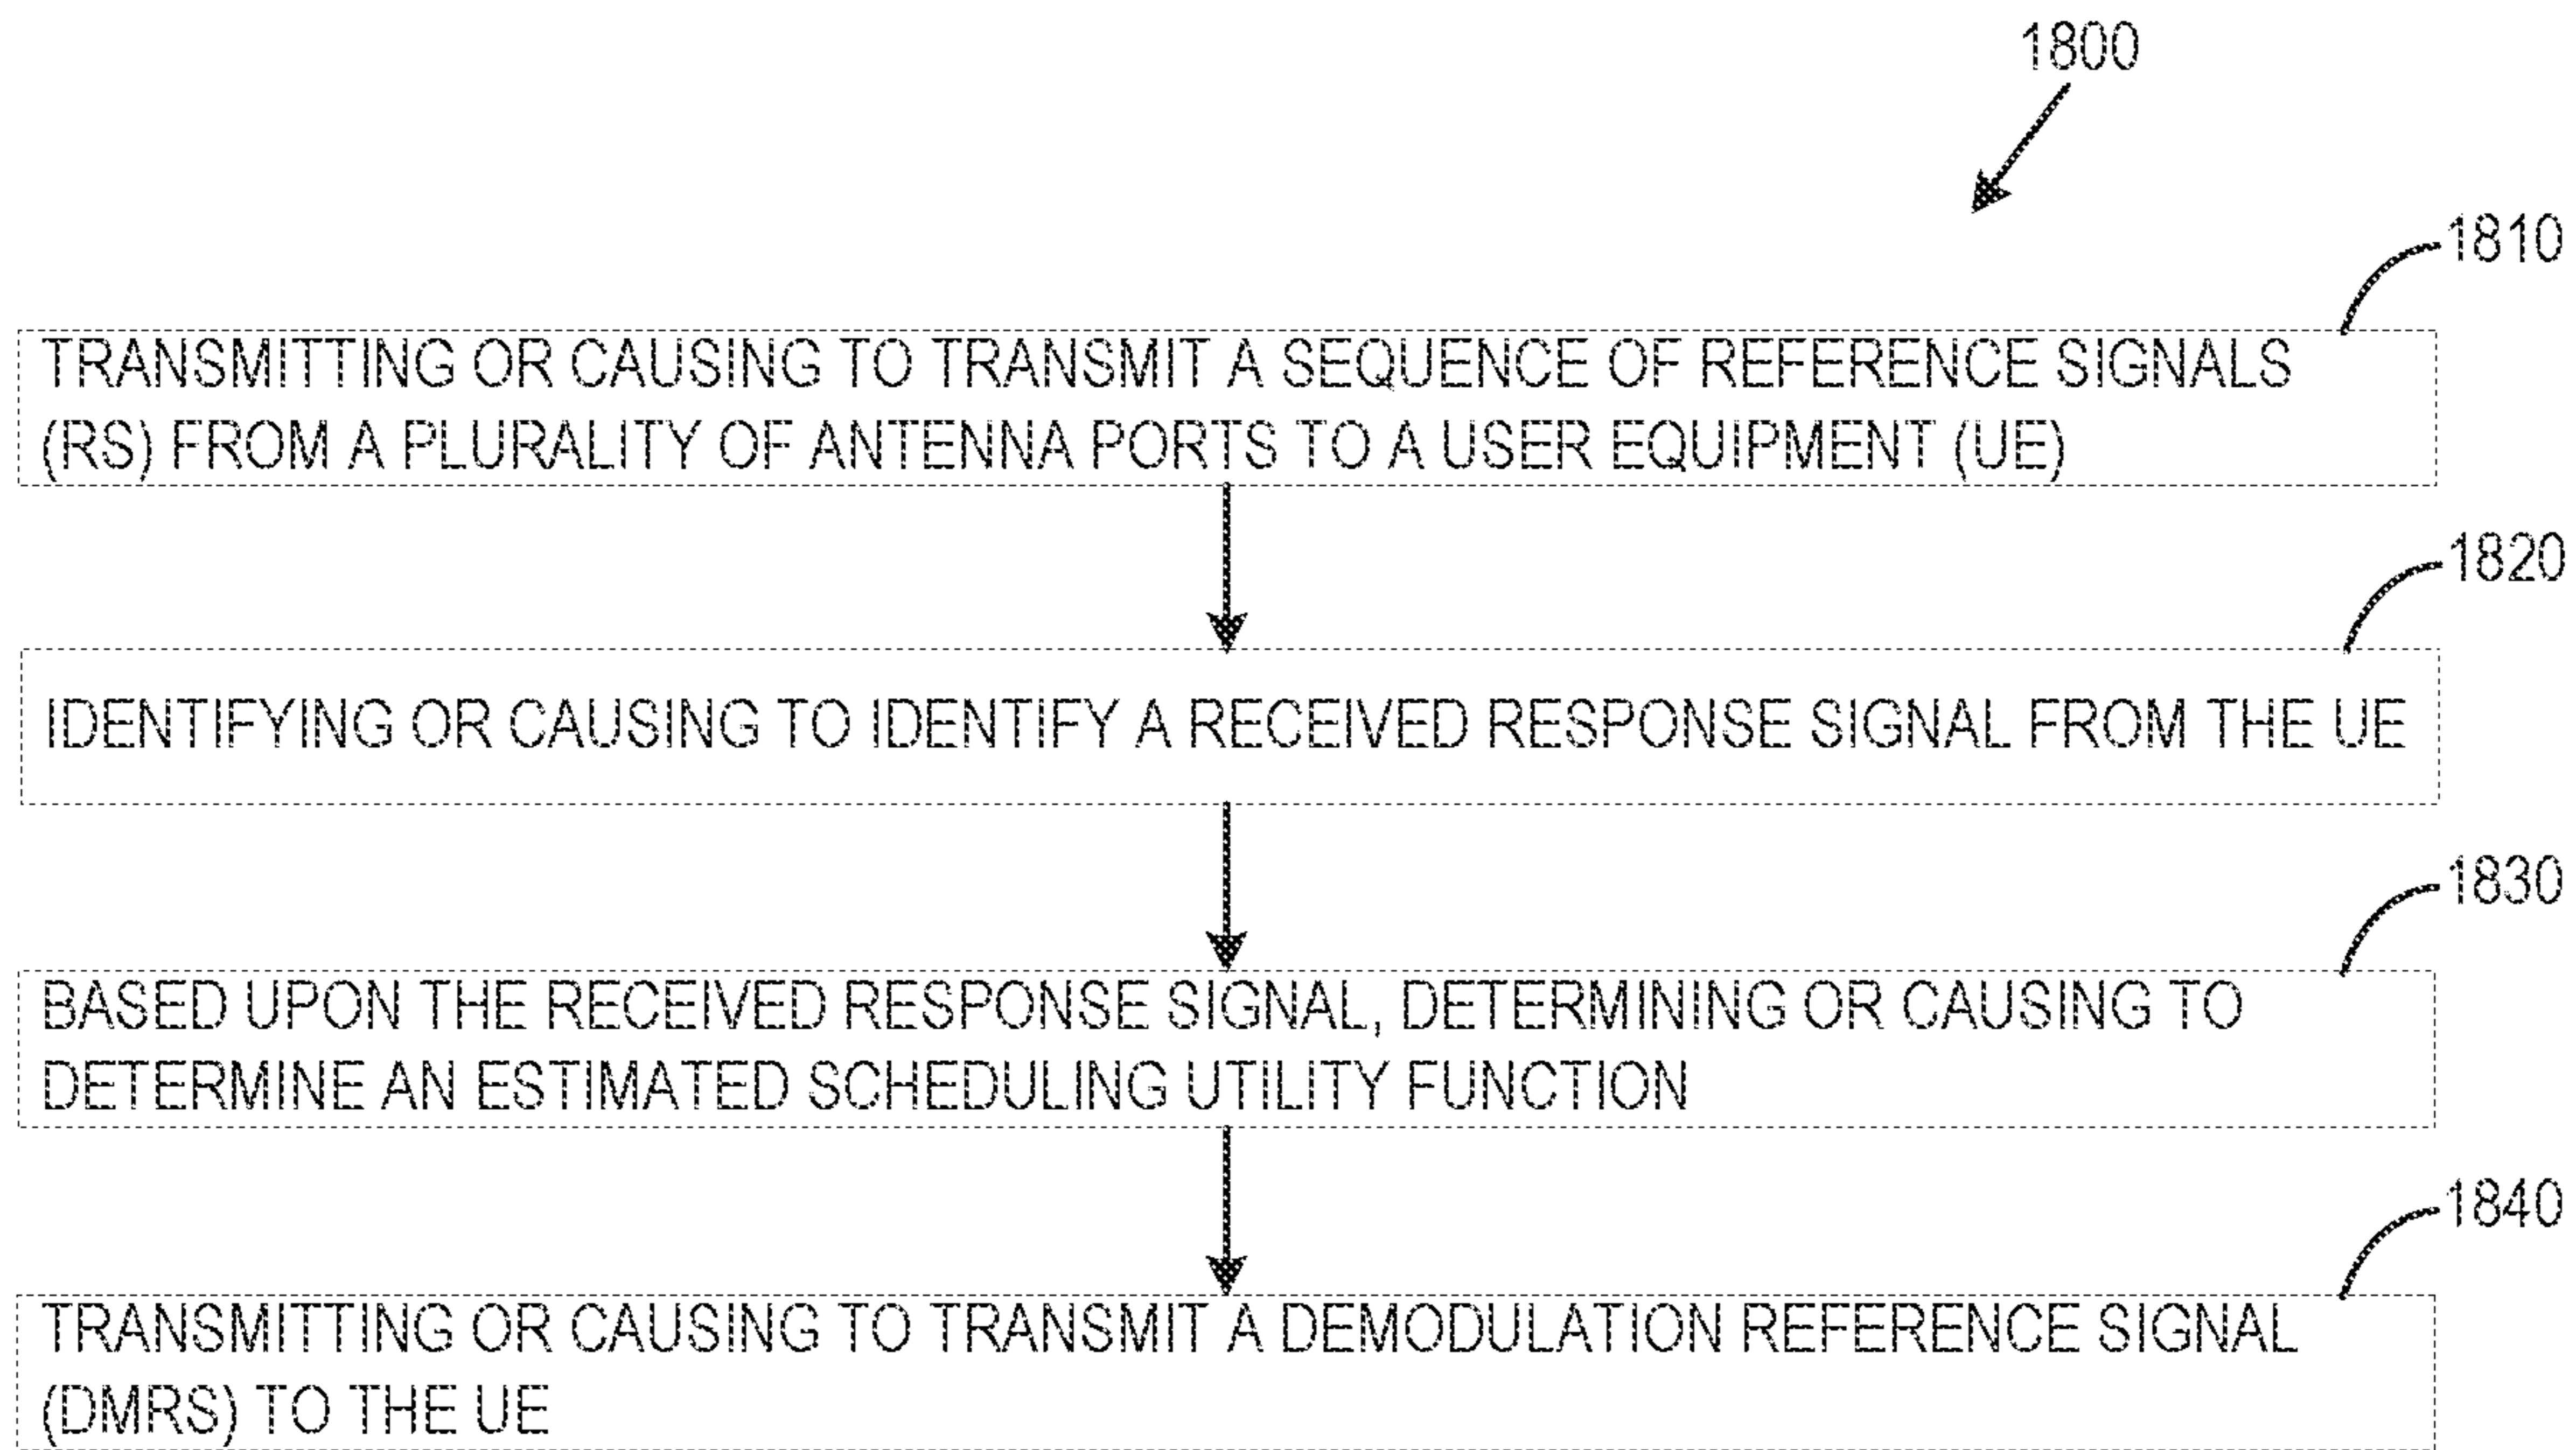 1800
1810
TRANSMITTING OR CAUSING TO TRANSMIT A SEQUENCE OF REFERENCE SIGNALS
(RS) FROM A PLURALITY OF ANTENNA PORTS TO A USER EQUIPMENT (UE)
1820
IDENTIFYING OR CAUSING TO IDENTIFY A RECEIVED RESPONSE SIGNAL FROM THE UE
1830
BASED UPON THE RECEIVED RESPONSE SIGNAL, DETERMINING OR CAUSING TO
DETERMINE AN ESTIMATED SCHEDULING UTILITY FUNCTION
1840
TRANSMITTING OR CAUSING TO TRANSMIT A DEMODULATION REFERENCE SIGNAL
(DMRS) TO THE UE